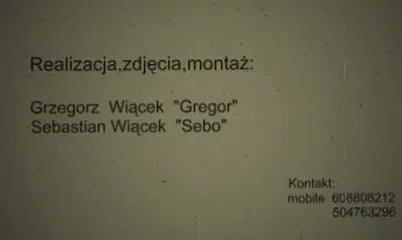 Realizacja,zdjęcia,montaż:
Grzegorz Wiącek "Gregor"
Sebastian Wiącek "Sebo"
Kontakt:
mobile 608808212
504763296